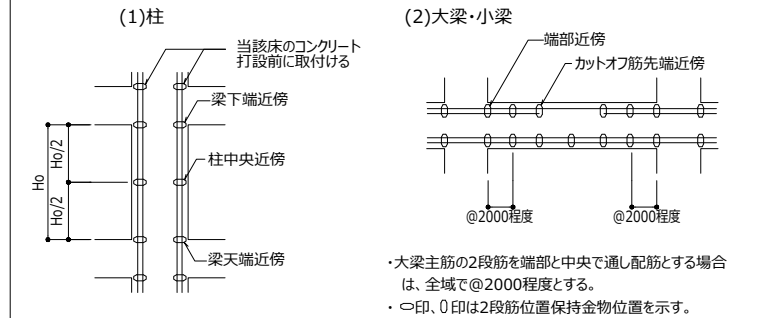 (1)柱
当該床のコンクリート
打設前に取付ける
梁下端近傍
柱中央近傍
梁天端近傍
Ho
Ho/2
Ho/2
(2)大梁・小梁
端部近傍
カットオフ筋先端近傍
@2000程度
@2000程度
・大梁主筋の2段筋を端部と中央で通し配筋とする場合
は、全域で@2000程度とする。
・ ○印、0印は2段筋位置保持金物位置を示す。